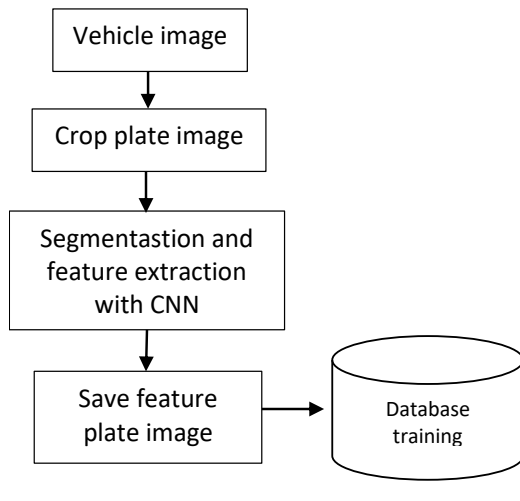 Vehicle image
Crop plate image
Segmentastion and
feature extraction
with CNN
Save feature
plate image
Database
training